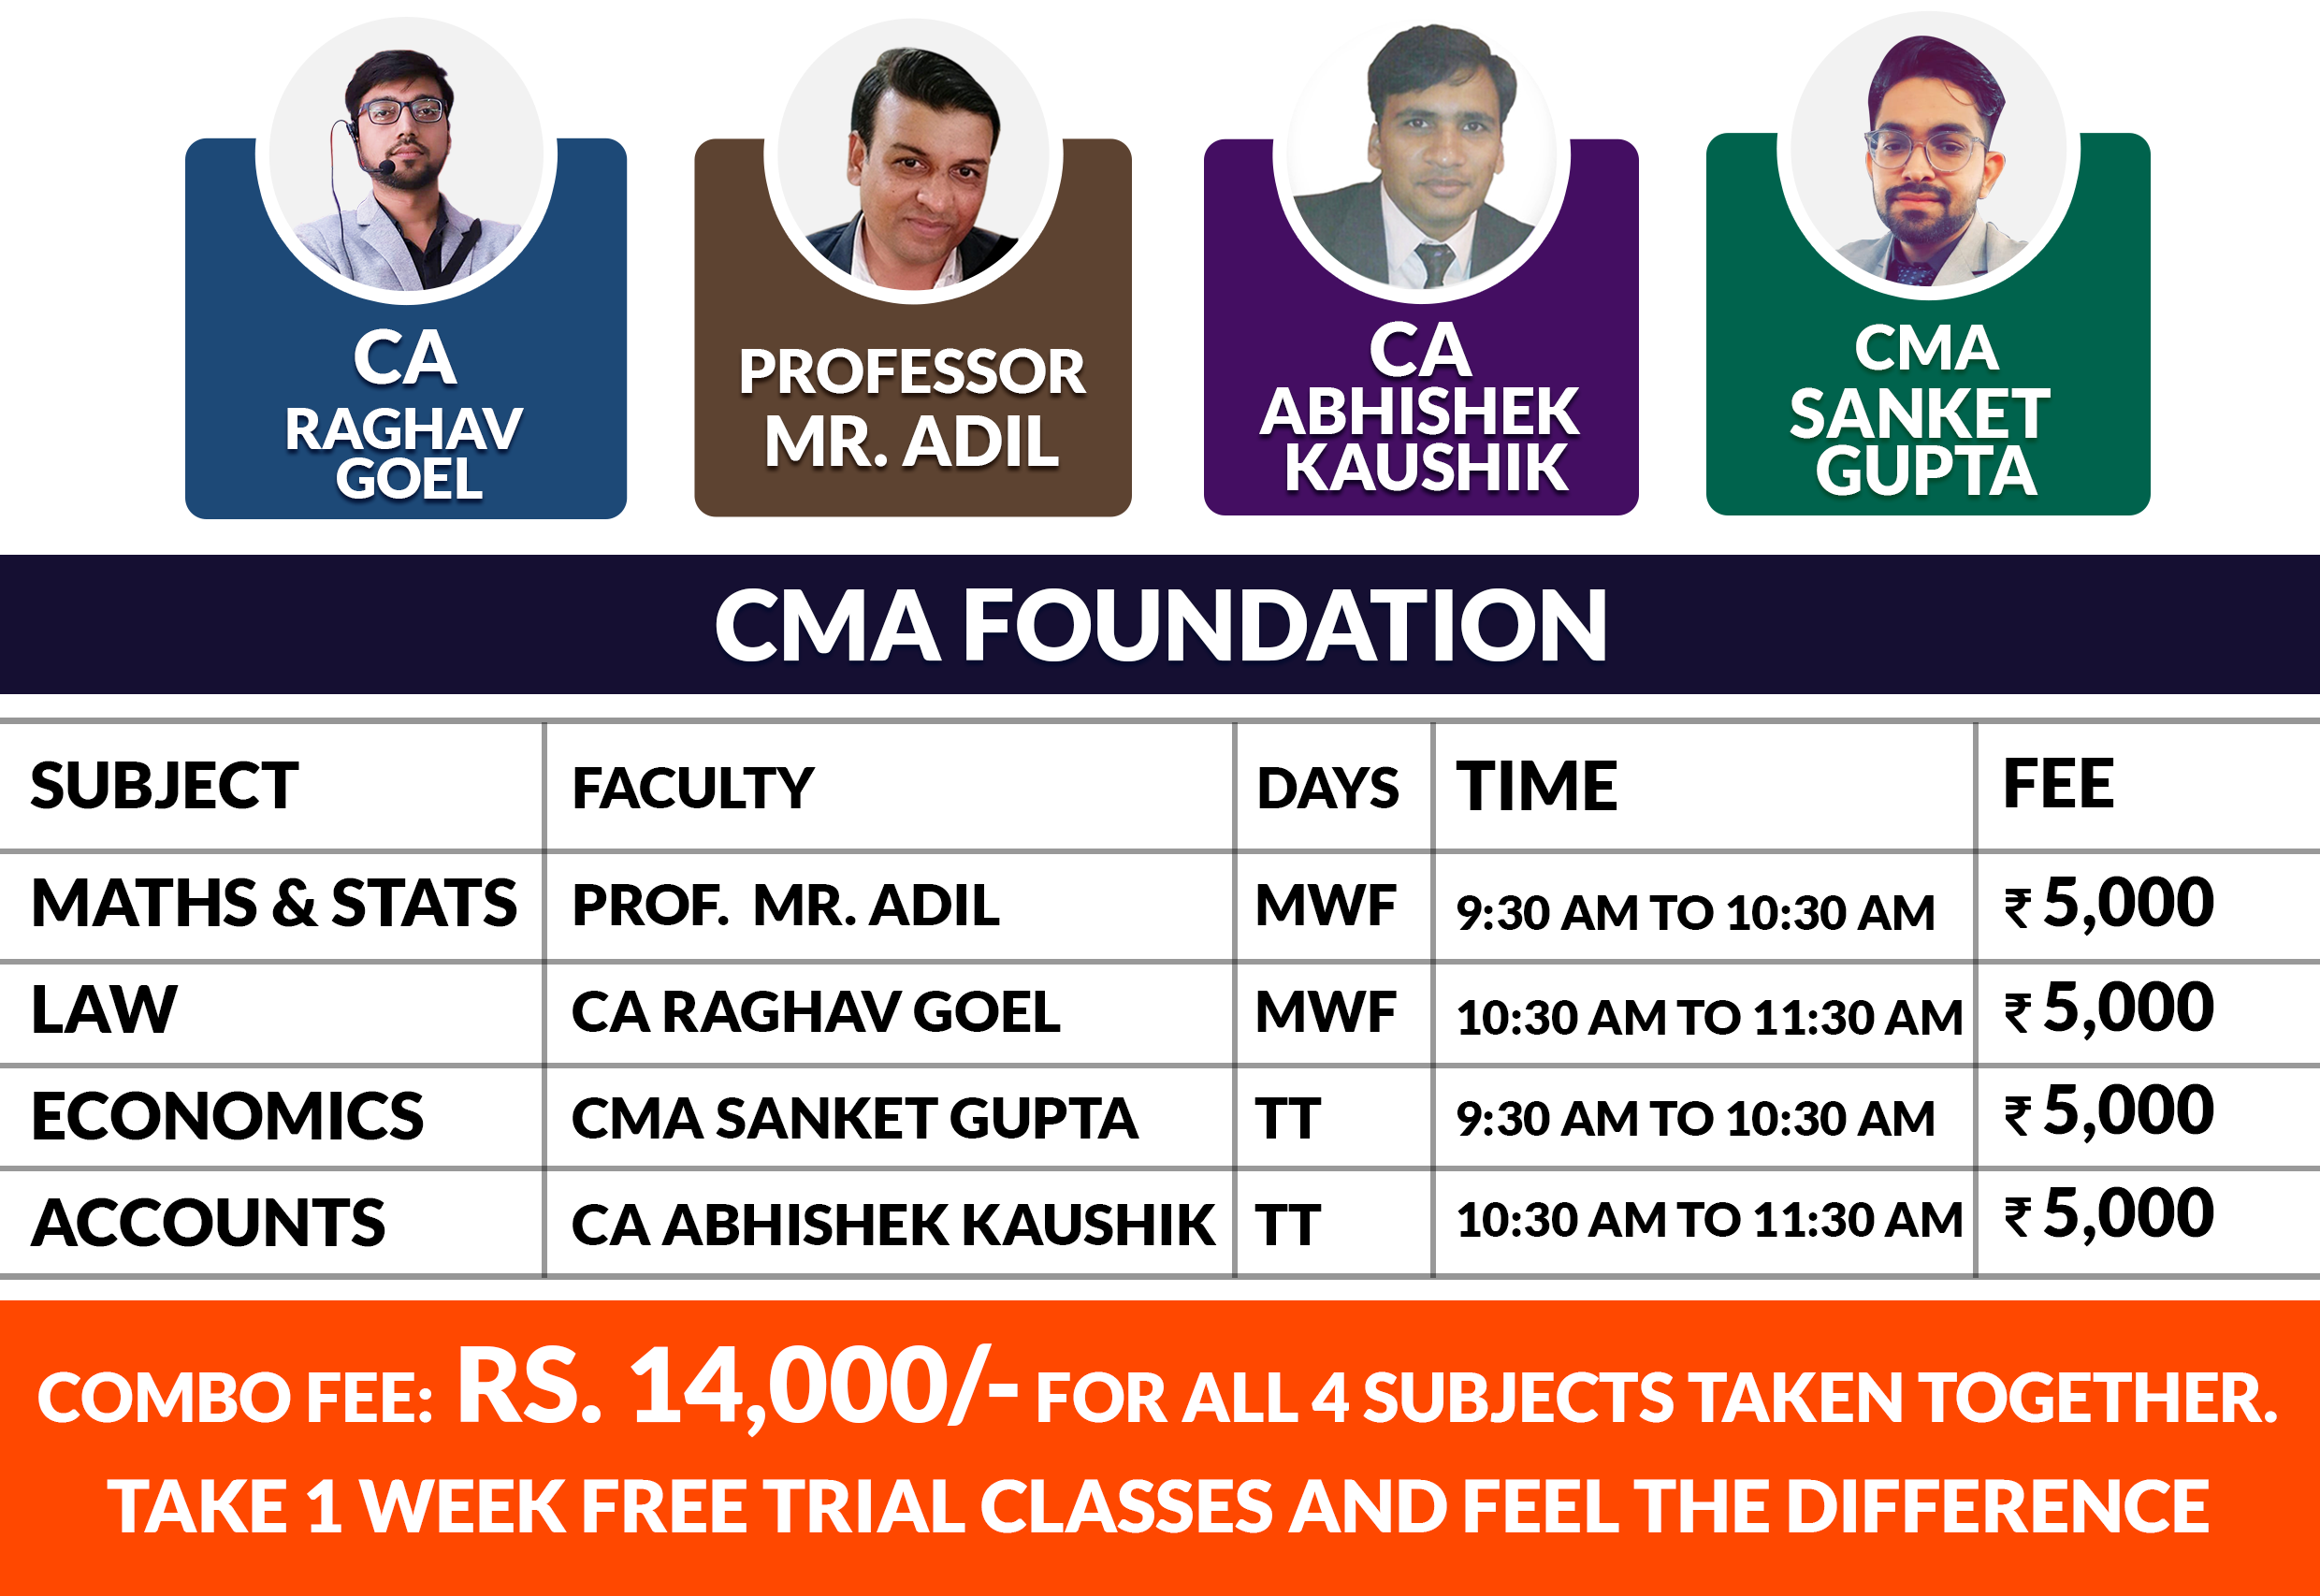 CA
RAGHAV
GOEL
PROFESSOR
MR. ADIL
CA
ABHISHEK
KAUSHIK
CMA
SANKET
GUPTA
CMA FOUNDATION
SUBJECT FACULTY DAYS TIME FEE
MATHS & STATS PROF. MR. ADIL MWF 9:30 AM TO 10:30 AM ₹ 5,000
LAW CA RAGHAV GOEL MWF 10:30 AM TO 11:30 AM ₹ 5,000
ECONOMICS CMA SANKET GUPTA TT 9:30 AM TO 10:30 AM ₹ 5,000
ACCOUNTS CA ABHISHEK KAUSHIK TT 10:30 AM TO 11:30 AM ₹ 5,000
COMBO FEE: RS. 14,000/- FOR ALL 4 SUBJECTS TAKEN TOGETHER.
TAKE 1 WEEK FREE TRIAL CLASSES AND FEEL THE DIFFERENCE